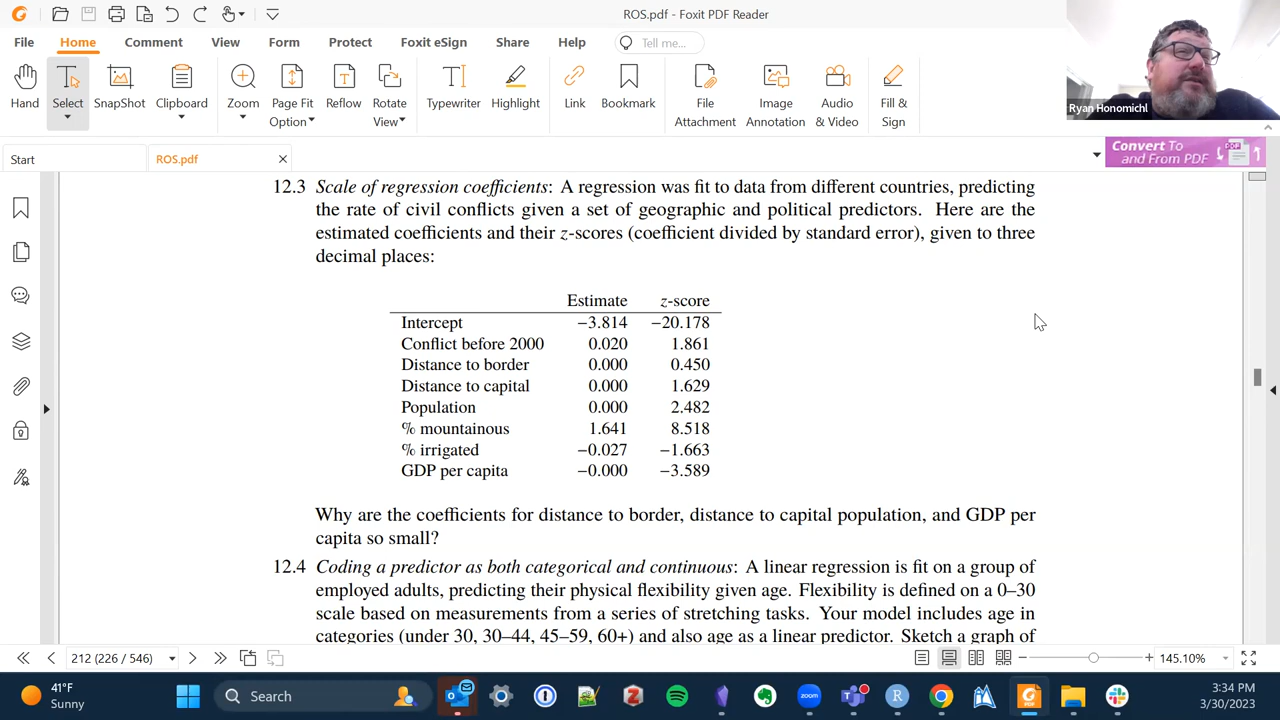 ROS.pdf - Foxit PDF Reader
File Home Comment View Form Protect Foxit eSign Share Help Tell me...
Hand Select SnapShot Clipboard Zoom Page Fit Option Reflow Rotate View Typewriter Highlight Link Bookmark File Attachment Image Annotation Audio & Video Fill & Sign
Ryan Honomichl
Start ROS.pdf
Convert To and From PDF
PDF
12.3 Scale of regression coefficients: A regression was fit to data from different countries, predicting
the rate of civil conflicts given a set of geographic and political predictors. Here are the
estimated coefficients and their z-scores (coefficient divided by standard error), given to three
decimal places:
Estimate z-score
Intercept −3.814 −20.178
Conflict before 2000 0.020 1.861
Distance to border 0.000 0.450
Distance to capital 0.000 1.629
Population 0.000 2.482
% mountainous 1.641 8.518
% irrigated −0.027 −1.663
GDP per capita −0.000 −3.589
Why are the coefficients for distance to border, distance to capital population, and GDP per
capita so small?
12.4 Coding a predictor as both categorical and continuous: A linear regression is fit on a group of
employed adults, predicting their physical flexibility given age. Flexibility is defined on a 0–30
scale based on measurements from a series of stretching tasks. Your model includes age in
categories (under 30, 30–44, 45–59, 60+) and also age as a linear predictor. Sketch a graph of
212 (226 / 546) 145.10%
41°F
Sunny
Search
zoom
R
PDF
3:34 PM
3/30/2023